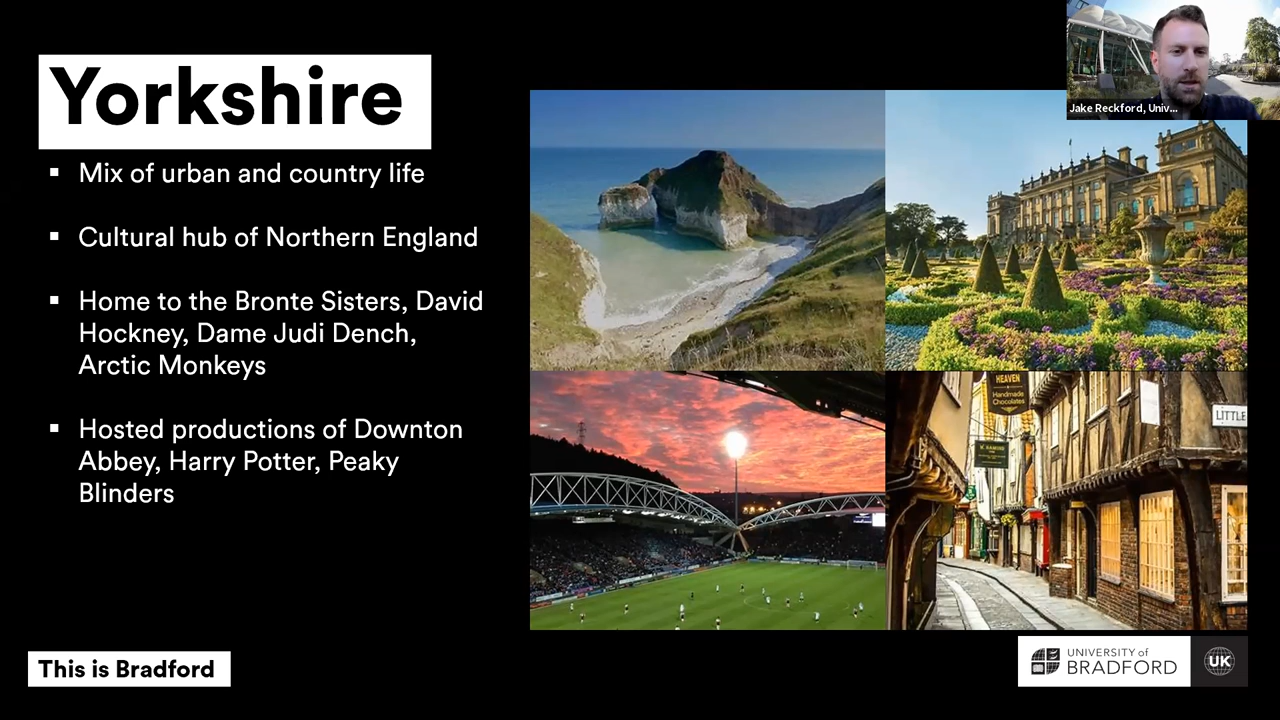 Jake Reckford, Univ...
Yorkshire
▪ Mix of urban and country life
▪ Cultural hub of Northern England
▪ Home to the Bronte Sisters, David
Hockney, Dame Judi Dench,
Arctic Monkeys
▪ Hosted productions of Downton
Abbey, Harry Potter, Peaky
Blinders
HEAVEN
Handmade
Chocolates
LITTLE
This is Bradford
UNIVERSITY of
BRADFORD
UK